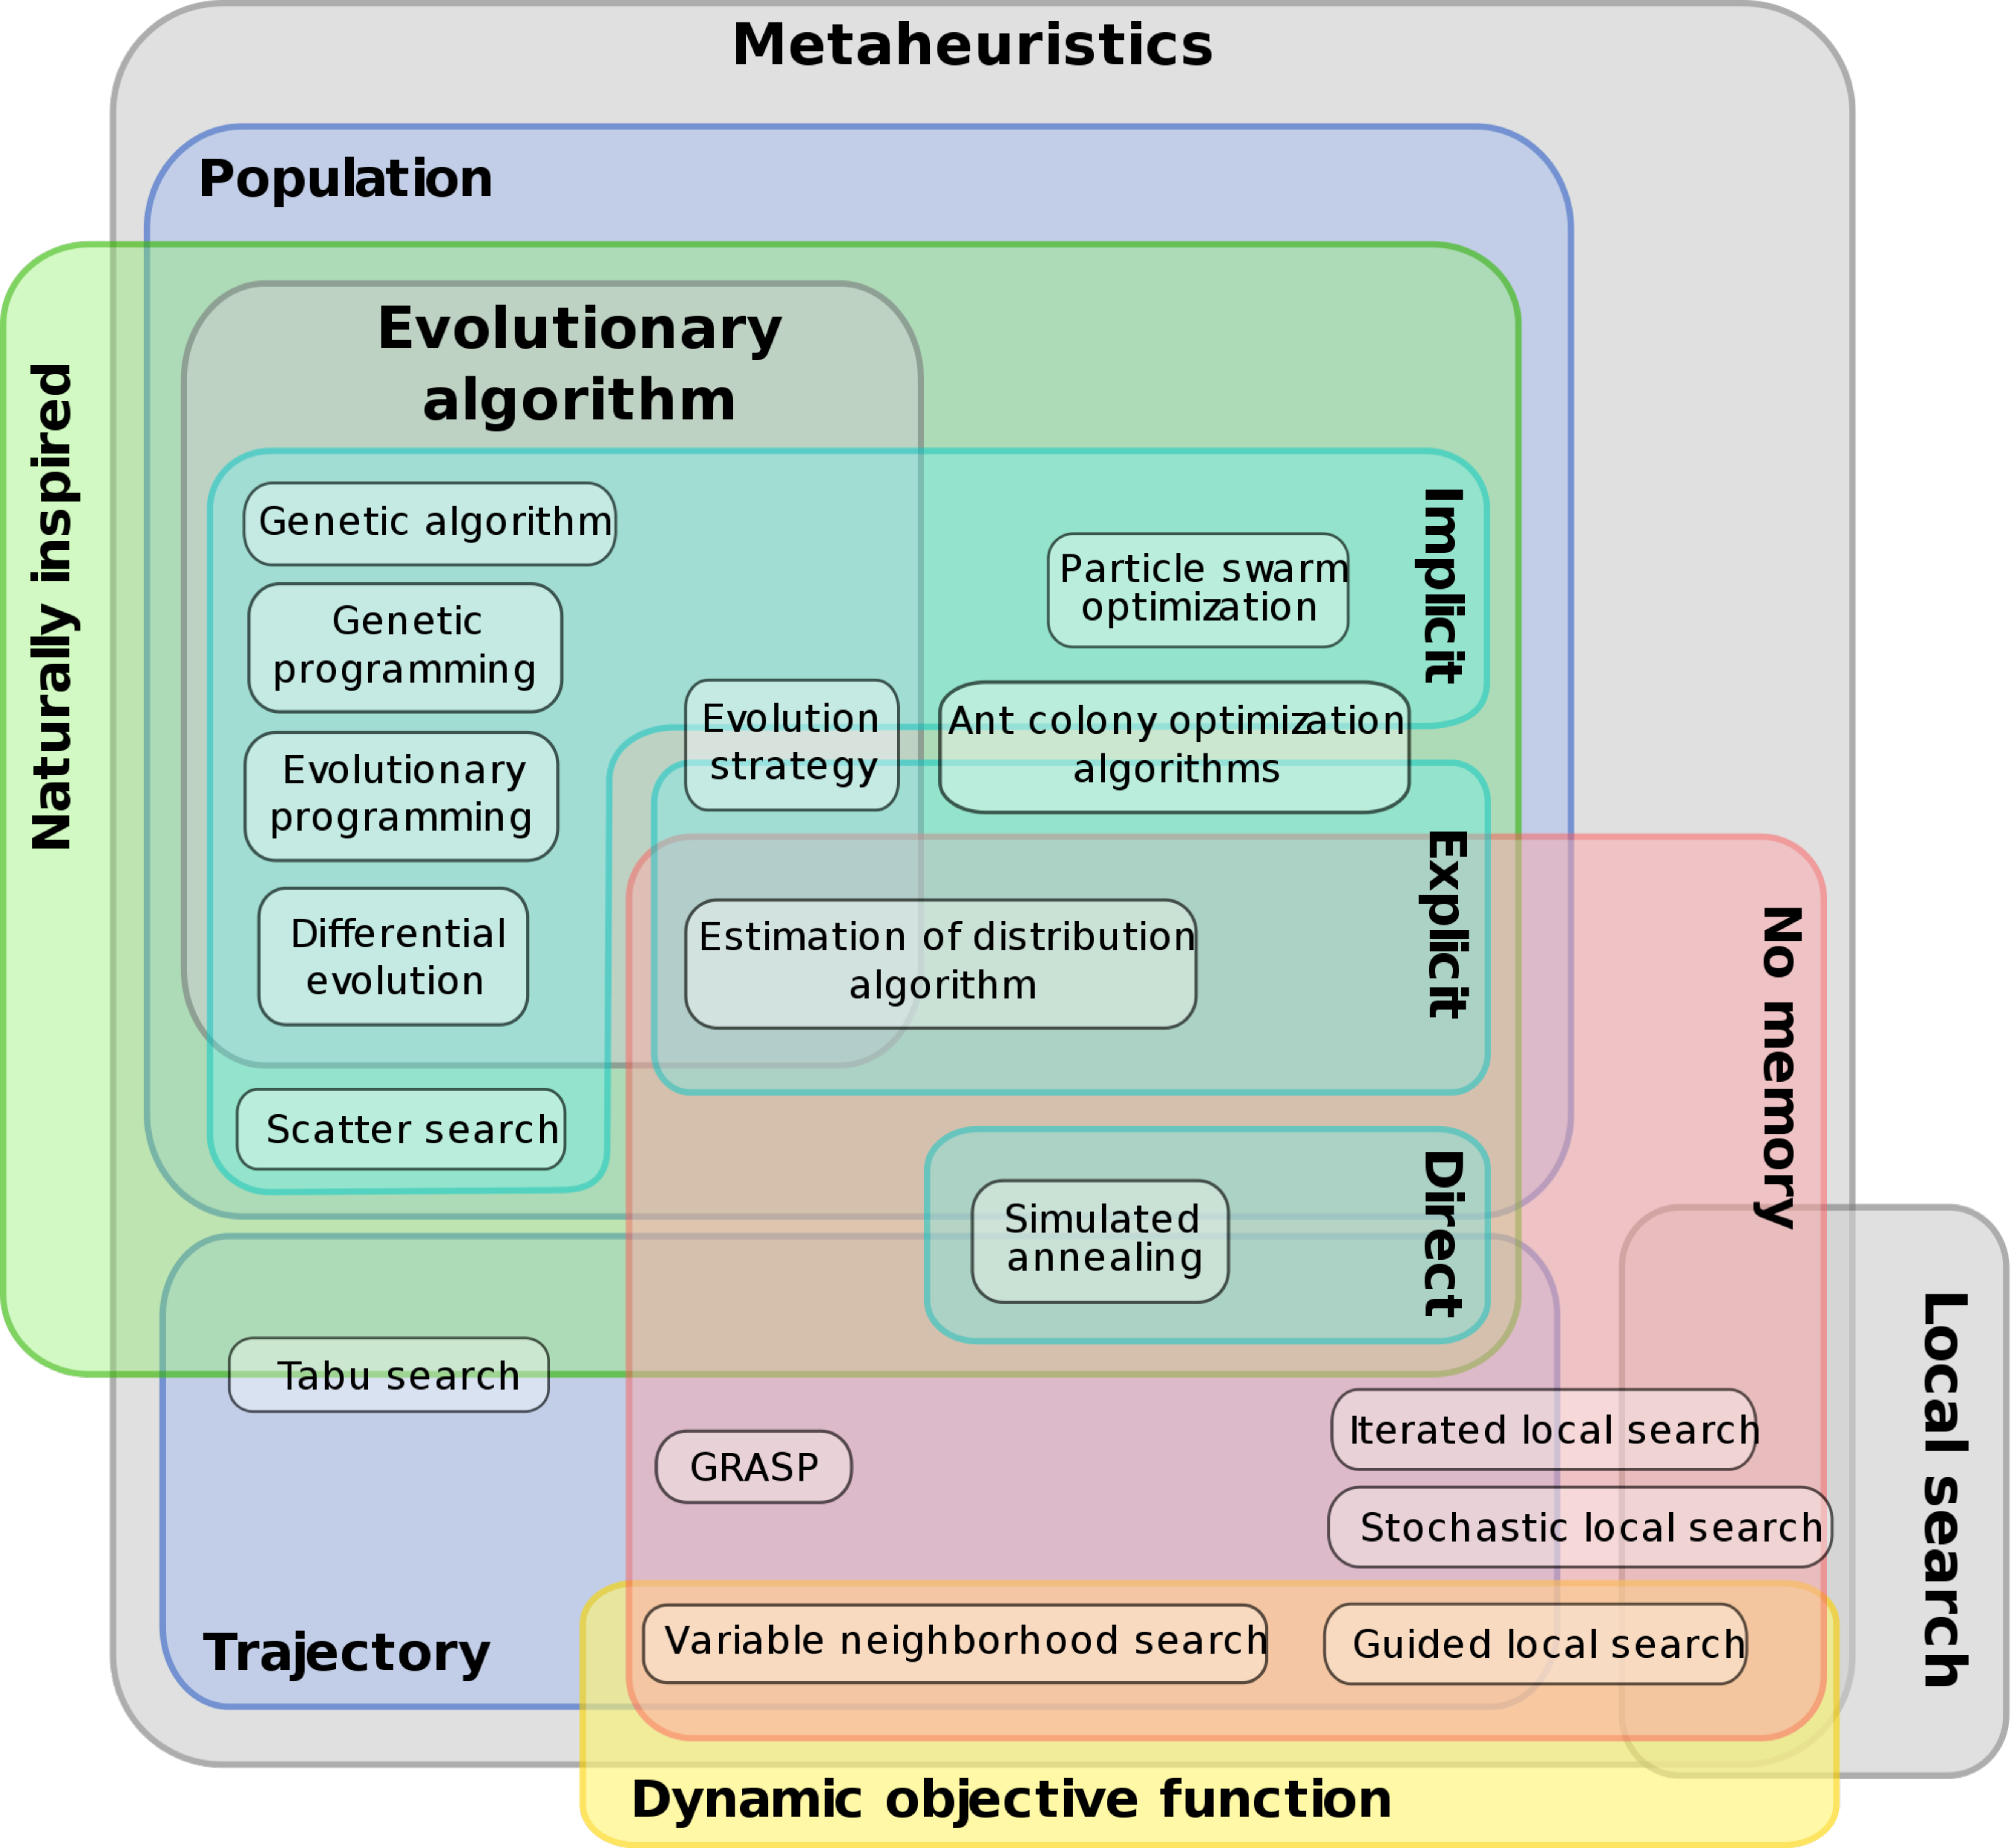 Metaheuristics
Population
Naturally inspired
Evolutionary
algorithm
Implicit
Genetic algorithm
Particle swarm
optimization
Genetic
programming
Evolution
strategy
Ant colony optimization
algorithms
Evolutionary
programming
Explicit
No memory
Differential
evolution
Estimation of distribution
algorithm
Scatter search
Direct
Simulated
annealing
Local search
Tabu search
Iterated local search
GRASP
Stochastic local search
Trajectory
Variable neighborhood search
Guided local search
Dynamic objective function